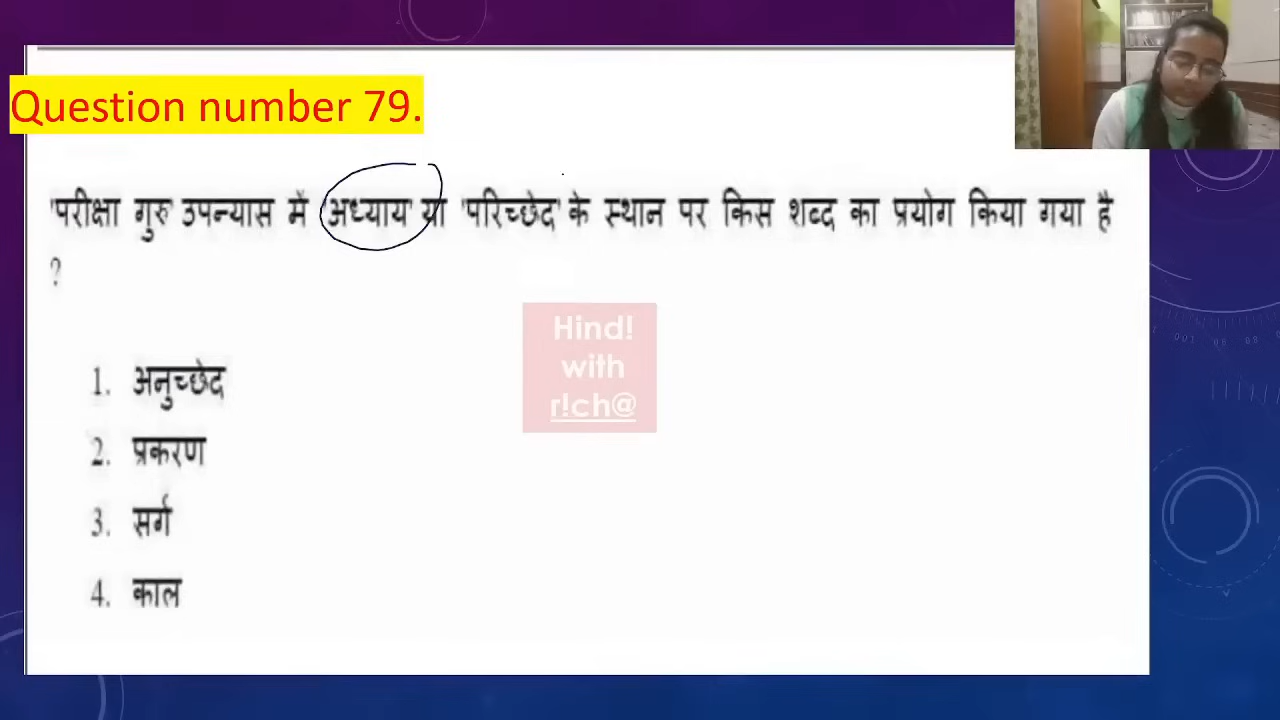 Question number 79.
'परीक्षा गुरु' उपन्यास में 'अध्याय' या 'परिच्छेद' के स्थान पर किस शब्द का प्रयोग किया गया है
?
Hind!
with
r!ch@
1. अनुच्छेद
2. प्रकरण
3. सर्ग
4. काल